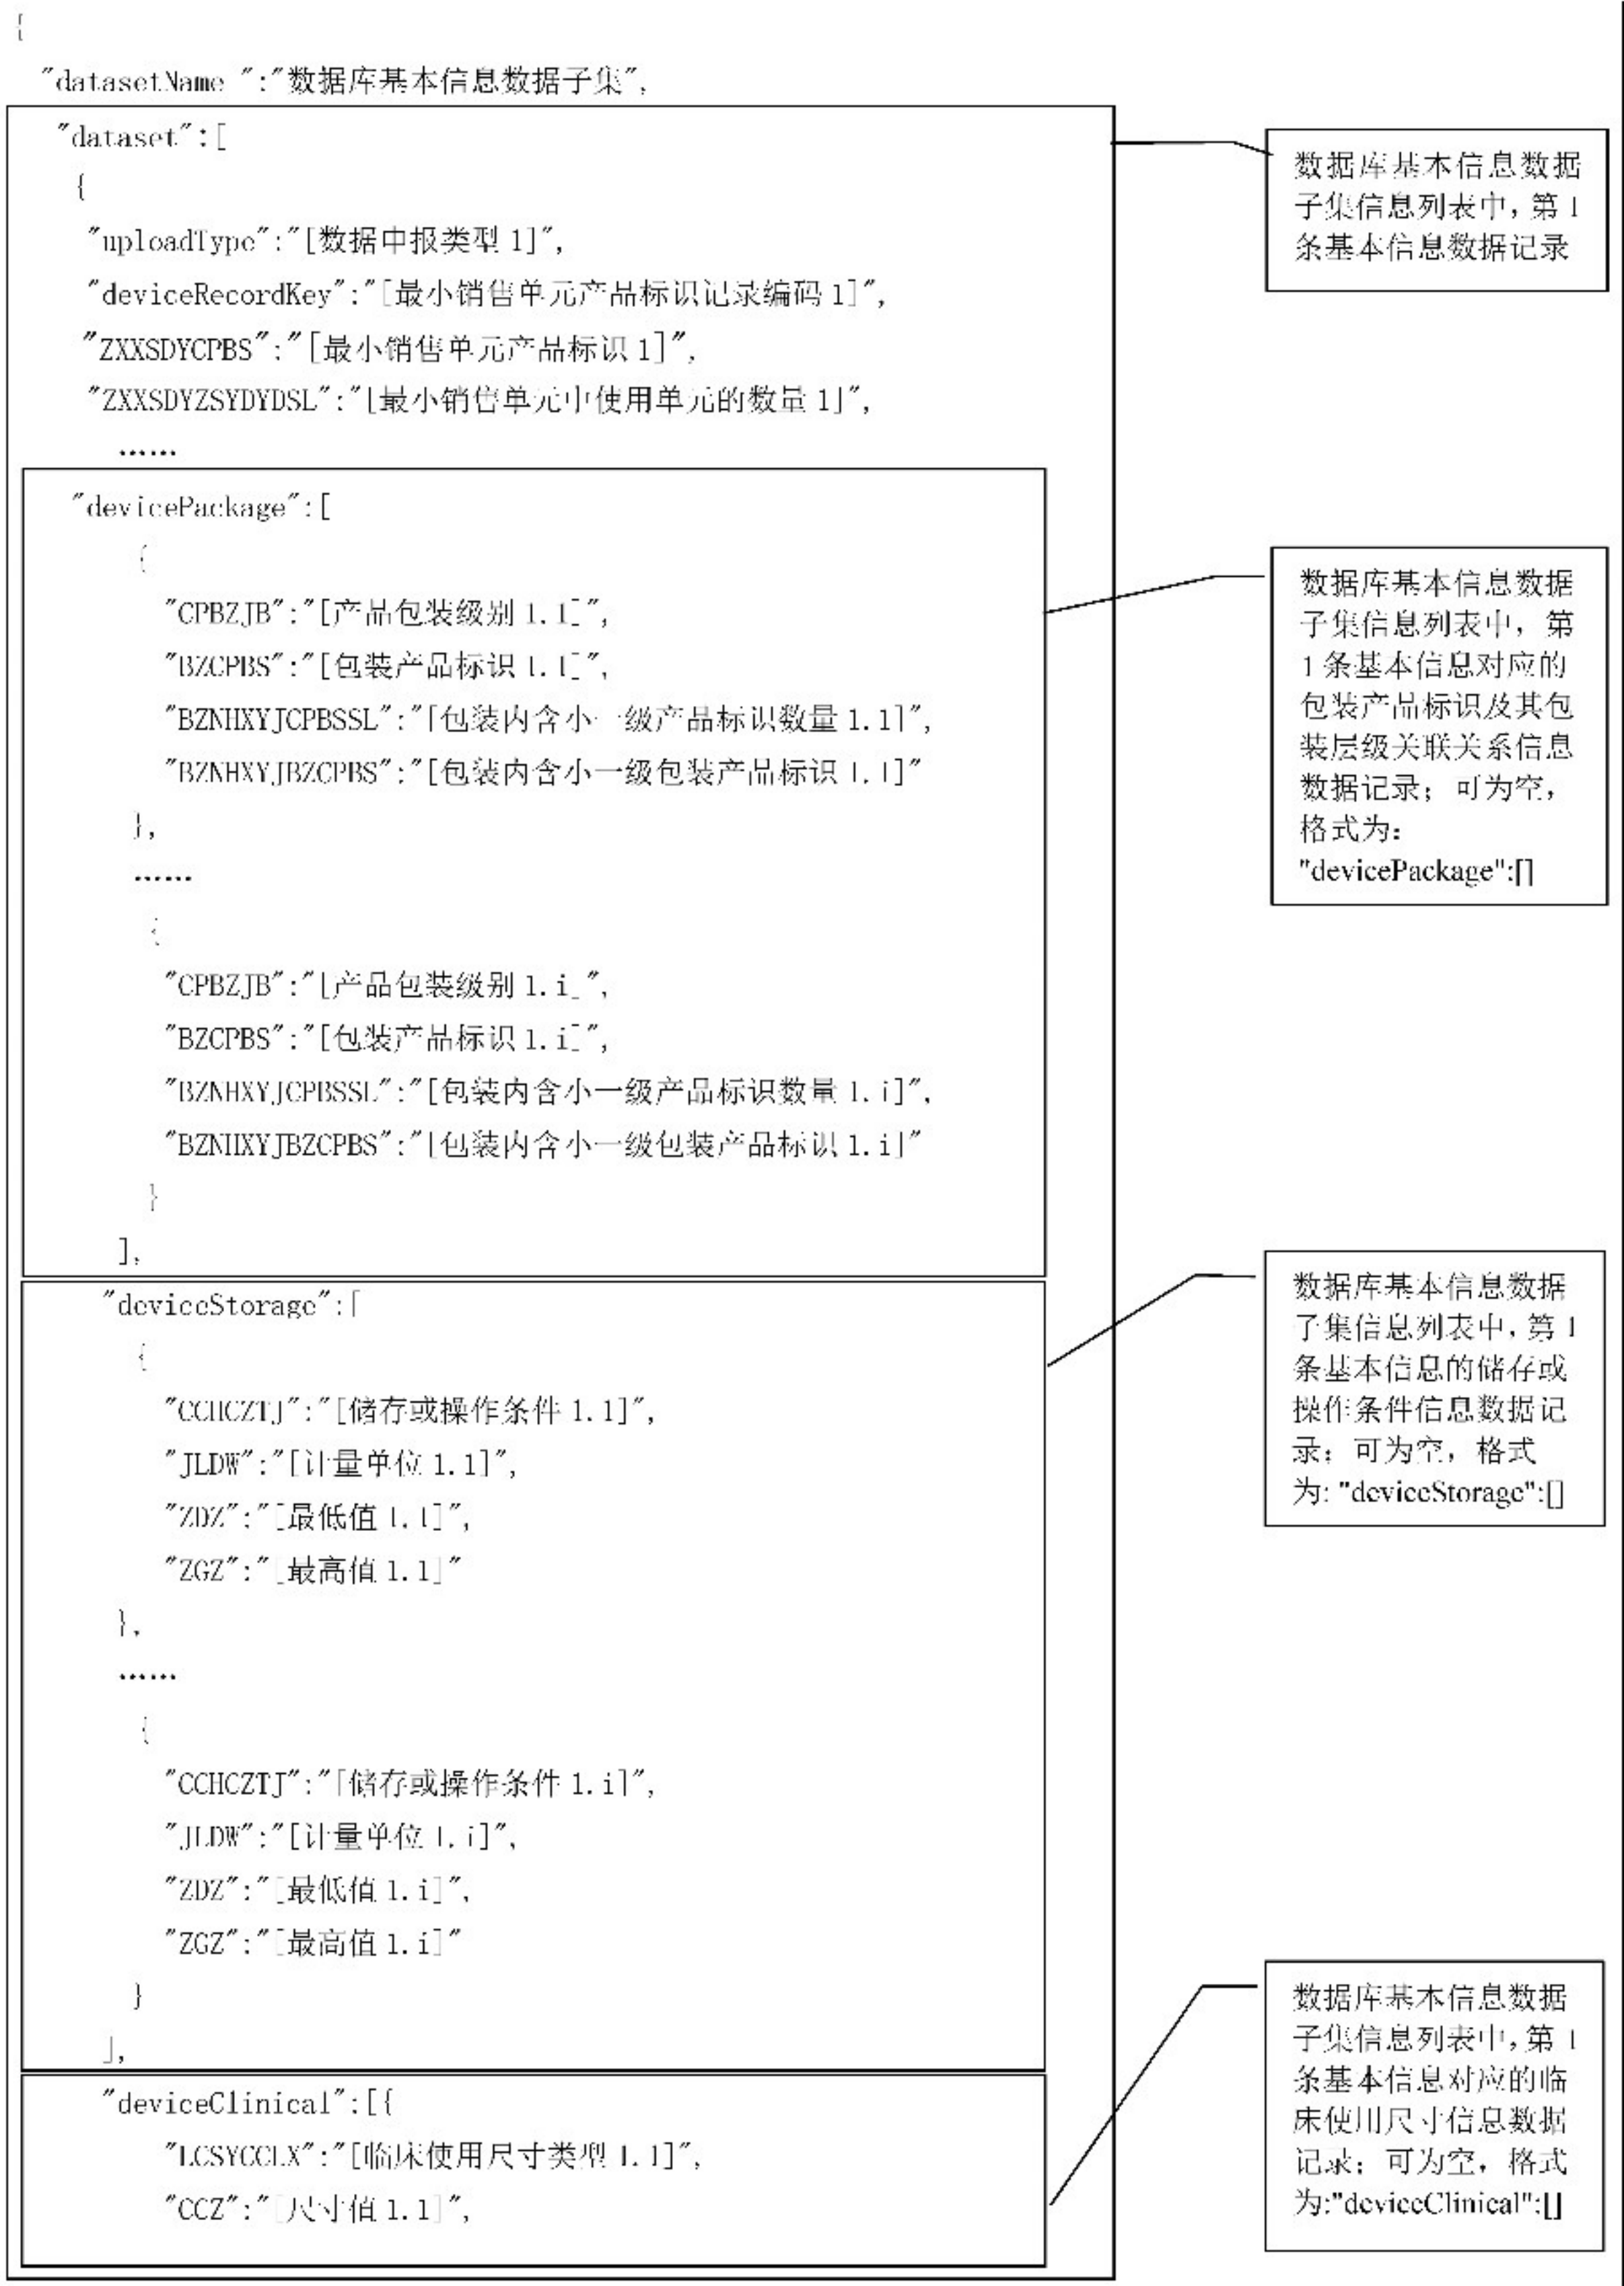 {
"datasetName ":"数据库基本信息数据子集",
"dataset":[
{
"uploadType":"[数据申报类型 1]",
"deviceRecordKey":"[最小销售单元产品标识记录编码 1]",
"ZXXSDYCPBS":"[最小销售单元产品标识 1]",
"ZXXSDYZSYDYDSL":"[最小销售单元中使用单元的数量 1]",
……
"devicePackage":[
{
"CPBZJB":"[产品包装级别 1.1]",
"BZCPBS":"[包装产品标识 1.1]",
"BZNHXYJCPBSSL":"[包装内含小一级产品标识数量 1.1]",
"BZNHXYJBZCPBS":"[包装内含小一级包装产品标识 1.1]"
},
……
{
"CPBZJB":"[产品包装级别 1.i]",
"BZCPBS":"[包装产品标识 1.i]",
"BZNHXYJCPBSSL":"[包装内含小一级产品标识数量 1.i]",
"BZNHXYJBZCPBS":"[包装内含小一级包装产品标识 1.i]"
}
],
"deviceStorage":[
{
"CCHCZTJ":"[储存或操作条件 1.1]",
"JLDW":"[计量单位 1.1]",
"ZDZ":"[最低值 1.1]",
"ZGZ":"[最高值 1.1]"
},
……
{
"CCHCZTJ":"[储存或操作条件 1.i]",
"JLDW":"[计量单位 1.i]",
"ZDZ":"[最低值 1.i]",
"ZGZ":"[最高值 1.i]"
}
],
"deviceClinical":[{
"LCSYCCLX":"[临床使用尺寸类型 1.1]",
"CCZ":"[尺寸值 1.1]",
数据库基本信息数据
子集信息列表中，第 1
条基本信息数据记录
数据库基本信息数据
子集信息列表中，第
1 条基本信息对应的
包装产品标识及其包
装层级关联关系信息
数据记录；可为空，
格式为：
"devicePackage":[]
数据库基本信息数据
子集信息列表中，第 1
条基本信息的储存或
操作条件信息数据记
录；可为空，格式
为: "deviceStorage":[]
数据库基本信息数据
子集信息列表中，第 1
条基本信息对应的临
床使用尺寸信息数据
记录；可为空，格式
为:"deviceClinical":[]